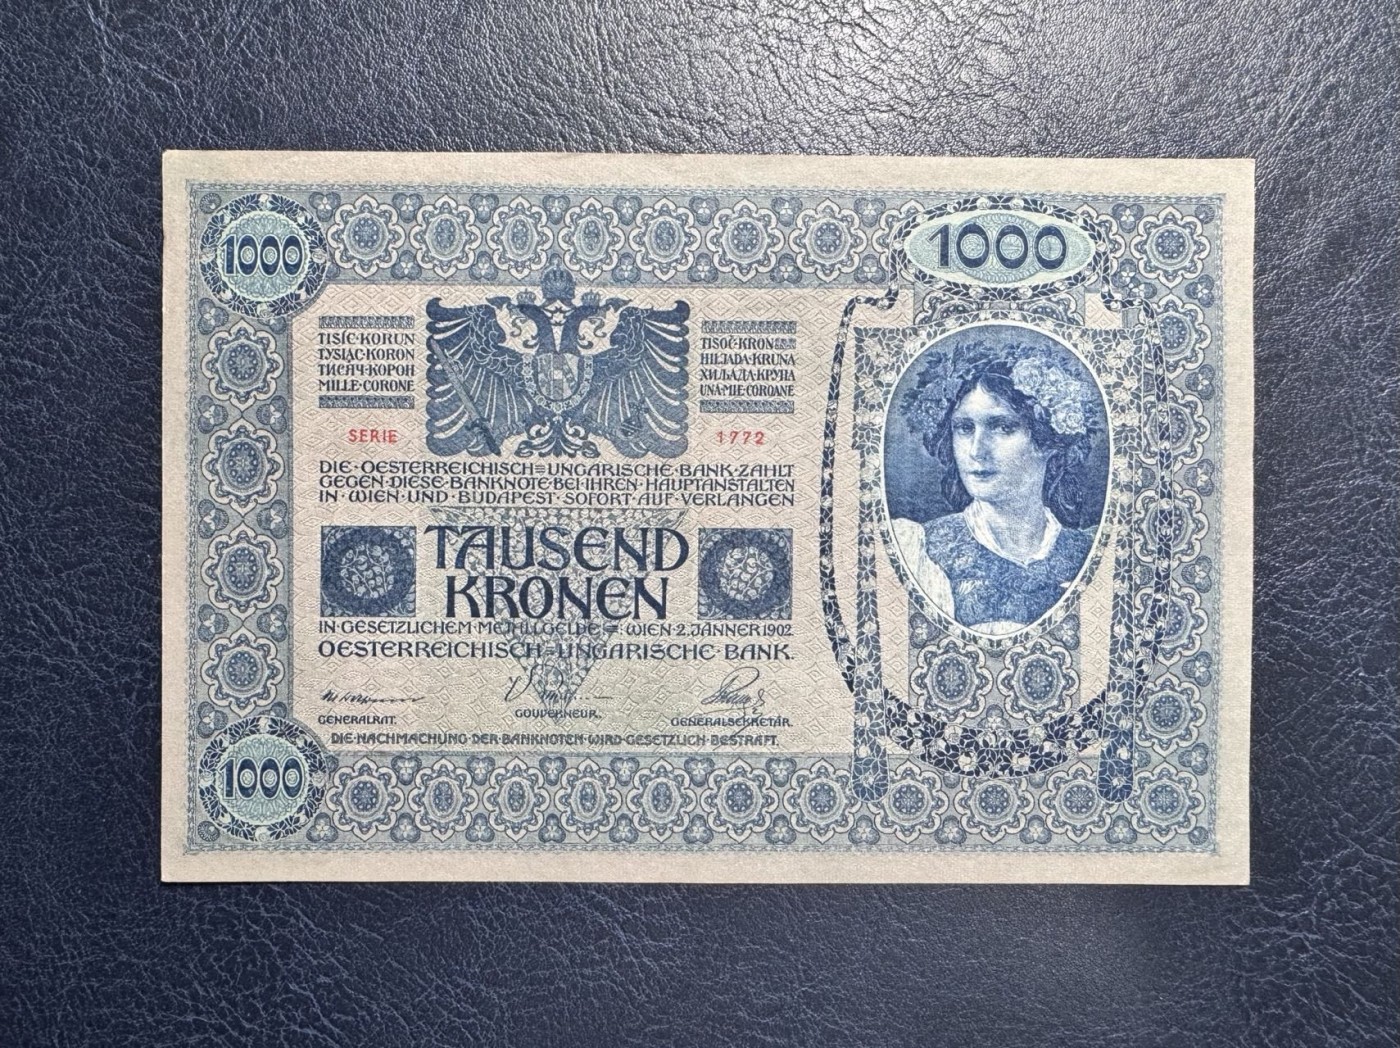 1000
1000
TISÍC·KORUN
TYSIĄC·KORON
ТИСЯЧ·КОРОН
MILLE·CORONE
TISOČ·KRON
HILJADA·KRUNA
ХИЉАДА·КРУНА
UNA·MIE·COROANE
SERIE 1772
DIE·OESTERREICHISCH=UNGARISCHE·BANK·ZAHLT
GEGEN·DIESE·BANKNOTE·BEI·IHREN·HAUPTANSTALTEN
IN·WIEN·UND·BUDAPEST·SOFORT·AUF·VERLANGEN
TAUSEND
KRONEN
IN·GESETZLICHEM·METALLGELDE=WIEN·2.JÄNNER 1902
OESTERREICHISCH=UNGARISCHE·BANK.
GENERALRAT.
GOUVERNEUR.
GENERALSEKRETÄR.
DIE·NACHMACHUNG·DER·BANKNOTEN·WIRD·GESETZLICH·BESTRAFT.
1000